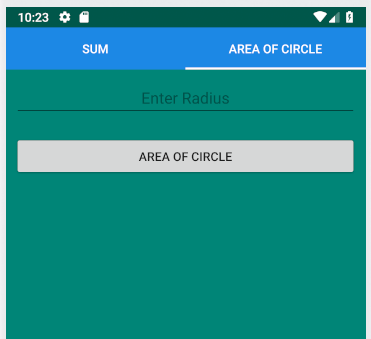 10:23
SUM AREA OF CIRCLE
Enter Radius
AREA OF CIRCLE